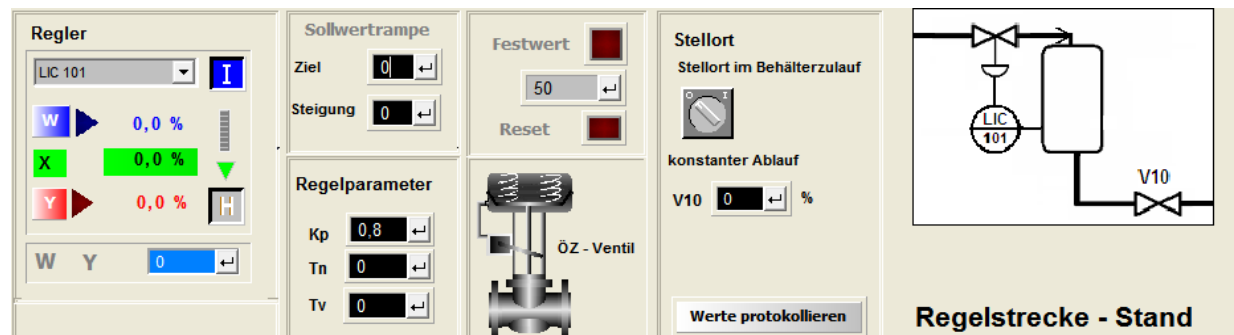 Regler
LIC 101
I
W
0,0 %
X
0,0 %
Y
0,0 %
H
W Y
0
Sollwertrampe
Ziel
0
Steigung
0
Regelparameter
Kp
0,8
Tn
0
Tv
0
Festwert
50
Reset
ÖZ - Ventil
Stellort
Stellort im Behälterzulauf
O I
konstanter Ablauf
V10 0 %
Werte protokollieren
LIC
101
V10
Regelstrecke - Stand